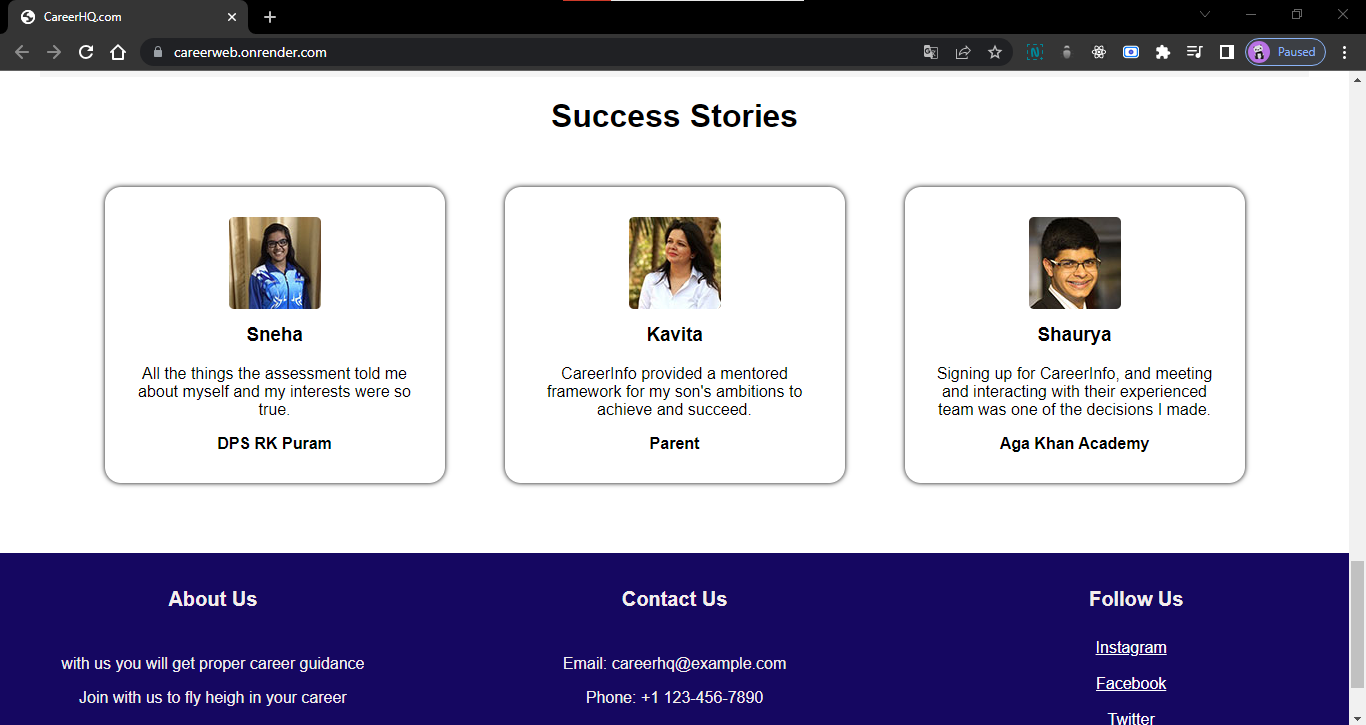 CareerHQ.com
careerweb.onrender.com
Paused
Success Stories
Sneha
All the things the assessment told me
about myself and my interests were so
true.
DPS RK Puram
Kavita
CareerInfo provided a mentored
framework for my son's ambitions to
achieve and succeed.
Parent
Shaurya
Signing up for CareerInfo, and meeting
and interacting with their experienced
team was one of the decisions I made.
Aga Khan Academy
About Us
with us you will get proper career guidance
Join with us to fly heigh in your career
Contact Us
Email: careerhq@example.com
Phone: +1 123-456-7890
Follow Us
Instagram
Facebook
Twitter